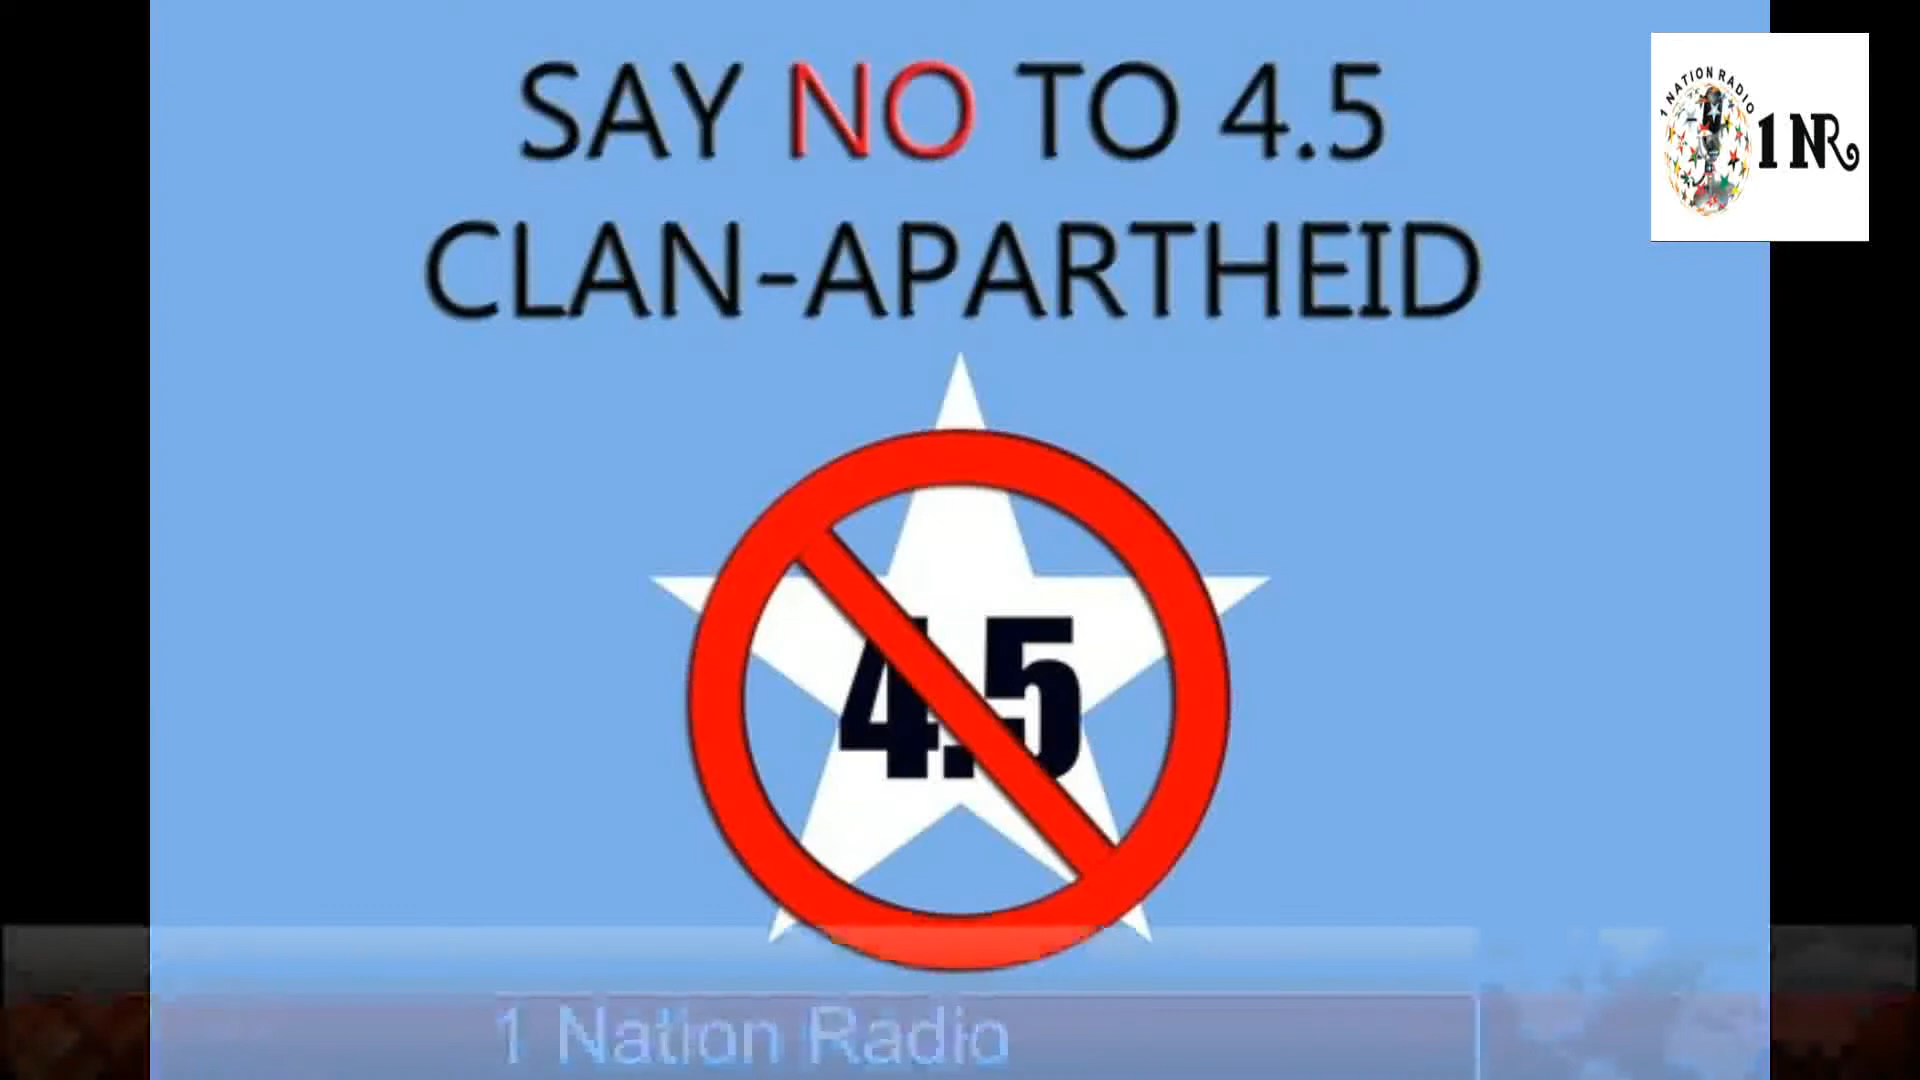 SAY NO TO 4.5
CLAN-APARTHEID
1 NATION RADIO
1 NR
4.5
1 Nation Radio